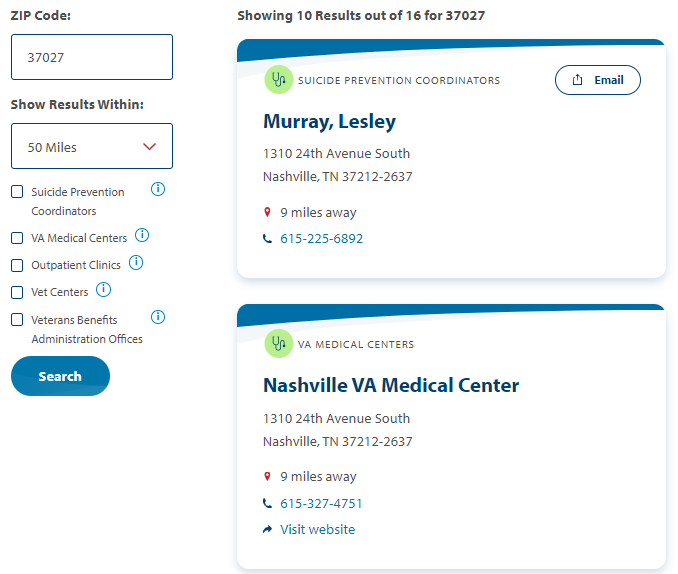 ZIP Code:
37027
Show Results Within:
50 Miles
Suicide Prevention
Coordinators
VA Medical Centers
Outpatient Clinics
Vet Centers
Veterans Benefits
Administration Offices
Search
Showing 10 Results out of 16 for 37027
SUICIDE PREVENTION COORDINATORS
Email
Murray, Lesley
1310 24th Avenue South
Nashville, TN 37212-2637
9 miles away
615-225-6892
VA MEDICAL CENTERS
Nashville VA Medical Center
1310 24th Avenue South
Nashville, TN 37212-2637
9 miles away
615-327-4751
Visit website